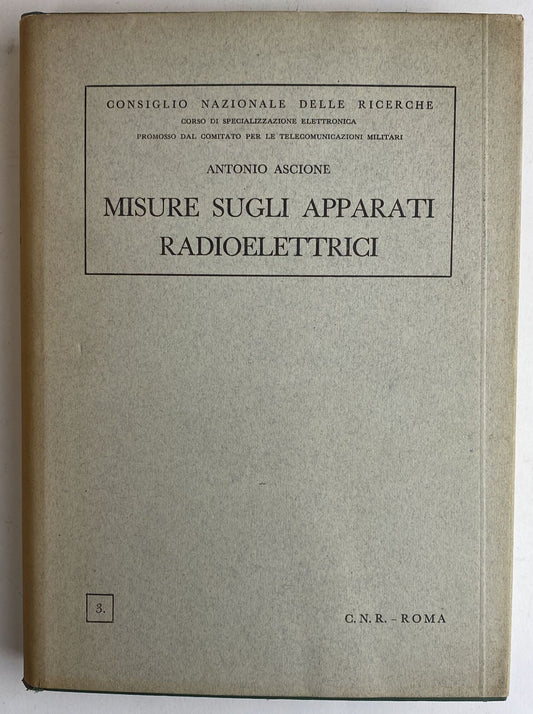 CONSIGLIO NAZIONALE DELLE RICERCHE
CORSO DI SPECIALIZZAZIONE ELETTRONICA
PROMOSSO DAL COMITATO PER LE TELECOMUNICAZIONI MILITARI
ANTONIO ASCIONE
MISURE SUGLI APPARATI
RADIOELETTRICI
3.
C. N. R. – ROMA